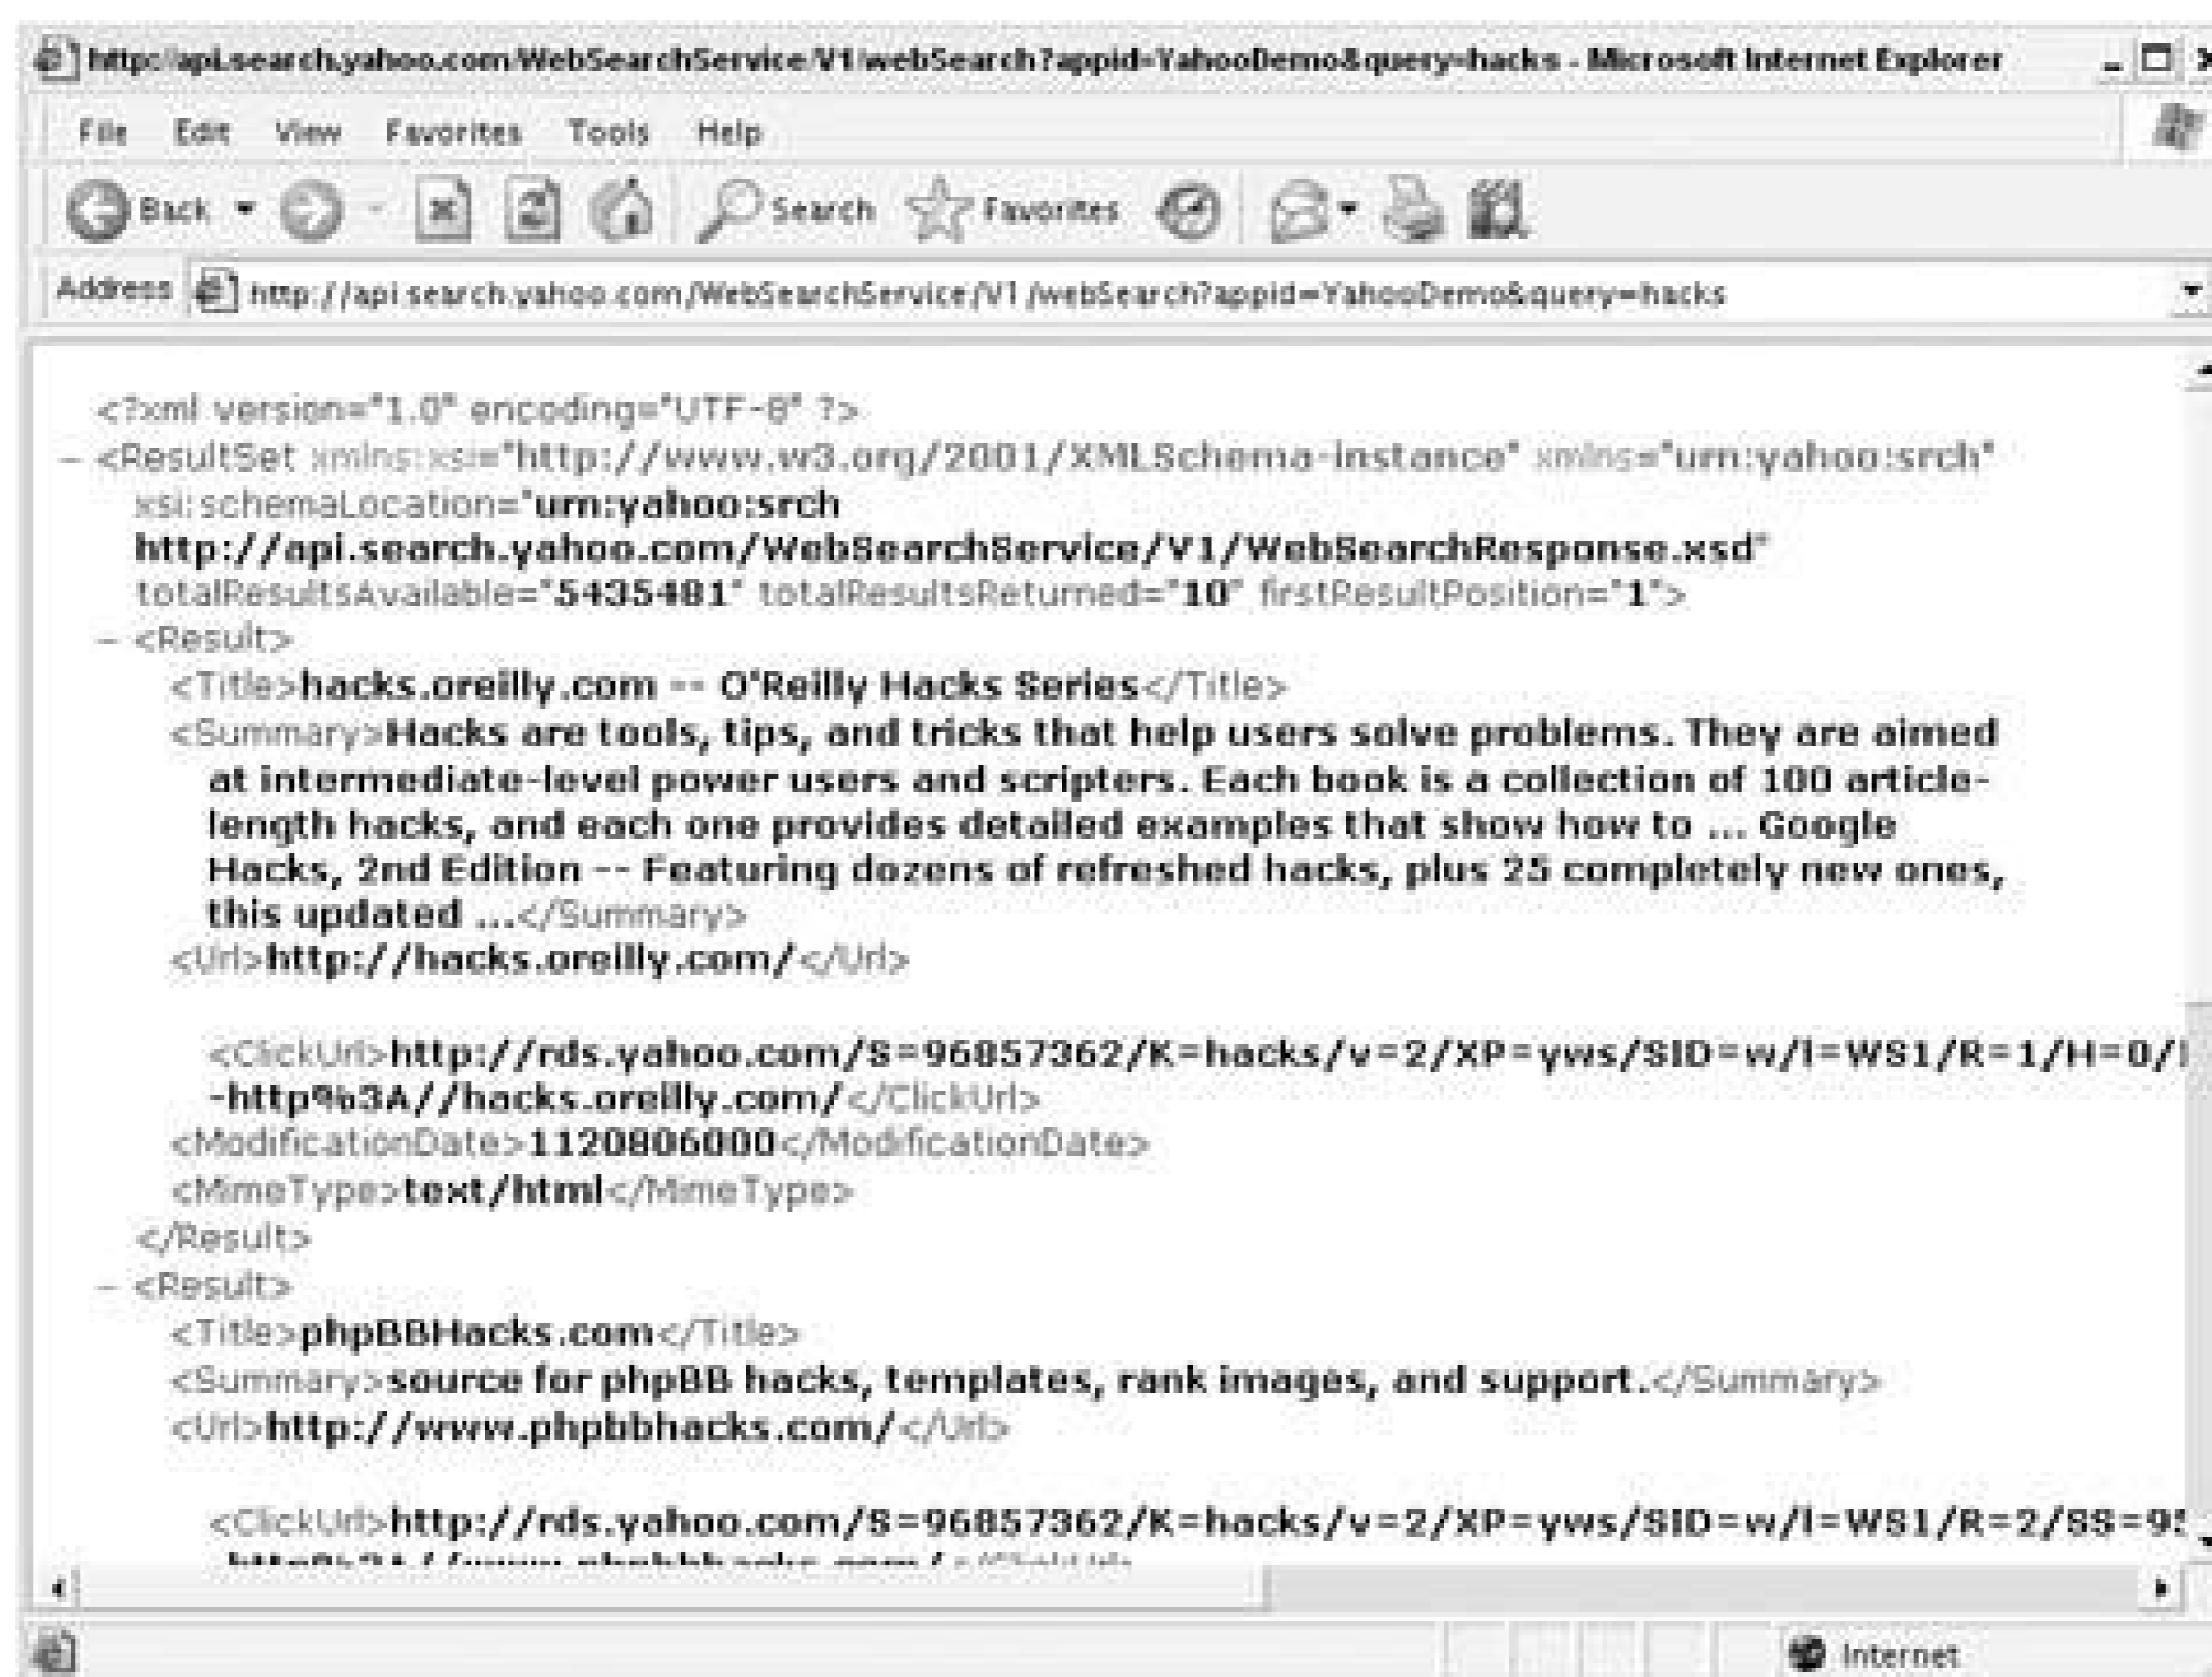 http://api.search.yahoo.com/WebSearchService/V1/webSearch?appid=YahooDemo&query=hacks - Microsoft Internet Explorer
File Edit View Favorites Tools Help
Back Search Favorites
Address http://api.search.yahoo.com/WebSearchService/V1/webSearch?appid=YahooDemo&query=hacks
<?xml version="1.0" encoding="UTF-8" ?>
- <ResultSet xmlns:xsi="http://www.w3.org/2001/XMLSchema-instance" xmlns="urn:yahoo:srch"
xsi:schemaLocation="urn:yahoo:srch
http://api.search.yahoo.com/WebSearchService/V1/WebSearchResponse.xsd"
totalResultsAvailable="5435481" totalResultsReturned="10" firstResultPosition="1">
- <Result>
<Title>hacks.oreilly.com -- O'Reilly Hacks Series</Title>
<Summary>Hacks are tools, tips, and tricks that help users solve problems. They are aimed
at intermediate-level power users and scripters. Each book is a collection of 100 article-
length hacks, and each one provides detailed examples that show how to ... Google
Hacks, 2nd Edition -- Featuring dozens of refreshed hacks, plus 25 completely new ones,
this updated ...</Summary>
<Url>http://hacks.oreilly.com/</Url>
<ClickUrl>http://rds.yahoo.com/S=96857362/K=hacks/v=2/XP=yws/SID=w/l=WS1/R=1/H=0/
-http%3A//hacks.oreilly.com/</ClickUrl>
<ModificationDate>1120806000</ModificationDate>
<MimeType>text/html</MimeType>
</Result>
- <Result>
<Title>phpBBHacks.com</Title>
<Summary>source for phpBB hacks, templates, rank images, and support.</Summary>
<Url>http://www.phpbbhacks.com/</Url>
<ClickUrl>http://rds.yahoo.com/S=96857362/K=hacks/v=2/XP=yws/SID=w/l=WS1/R=2/SS=9
Internet